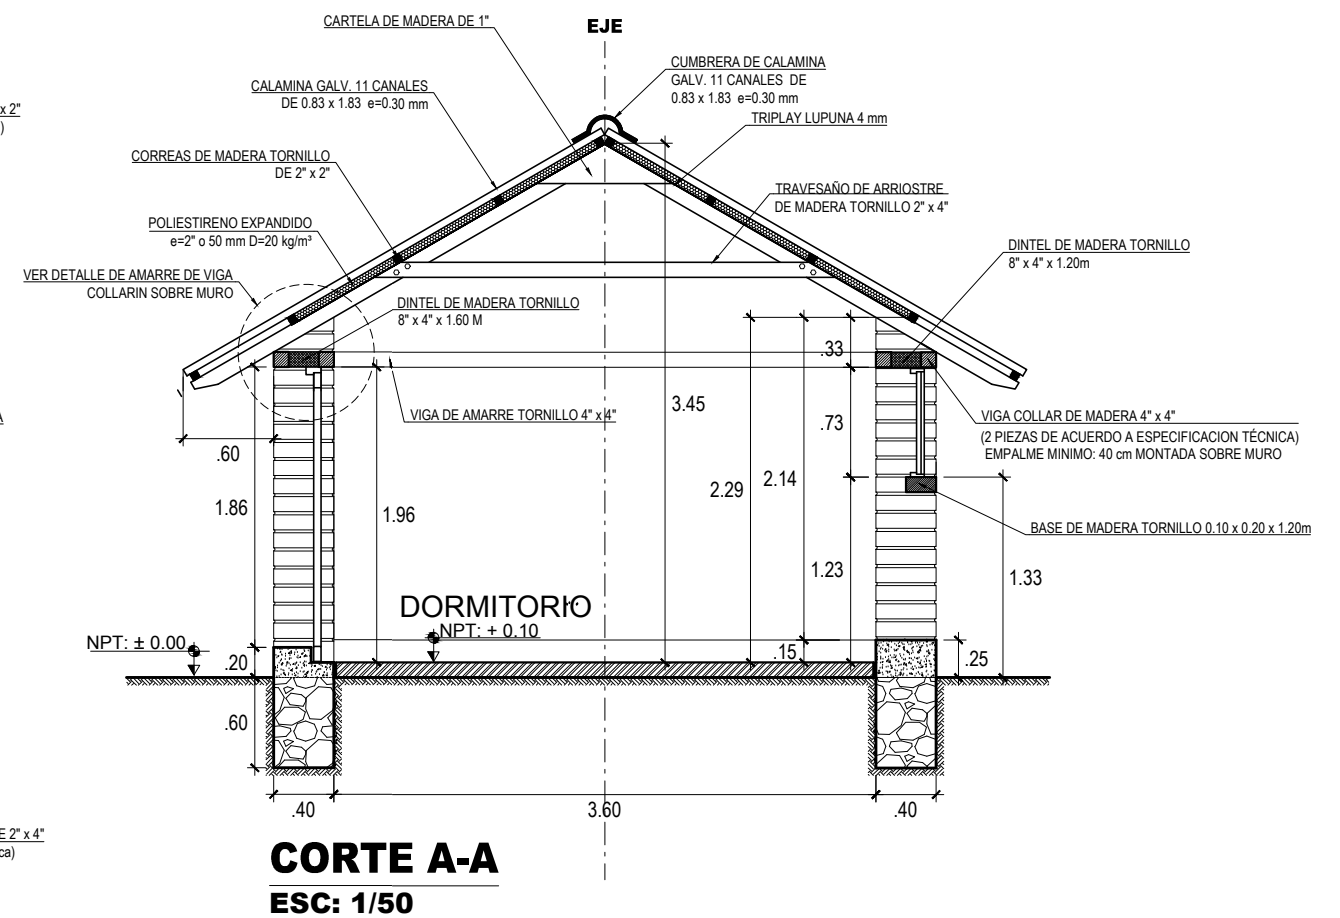 CARTELA DE MADERA DE 1"
EJE
CUMBRERA DE CALAMINA
GALV. 11 CANALES DE
0.83 x 1.83 e=0.30 mm
CALAMINA GALV. 11 CANALES
DE 0.83 x 1.83 e=0.30 mm
TRIPLAY LUPUNA 4 mm
x 2"
)
CORREAS DE MADERA TORNILLO
DE 2" x 2"
TRAVESAÑO DE ARRIOSTRE
DE MADERA TORNILLO 2" x 4"
POLIESTIRENO EXPANDIDO
e=2" o 50 mm D=20 kg/m³
DINTEL DE MADERA TORNILLO
8" x 4" x 1.20m
VER DETALLE DE AMARRE DE VIGA
COLLARIN SOBRE MURO
DINTEL DE MADERA TORNILLO
8" x 4" x 1.60 M
.33
3.45
VIGA DE AMARRE TORNILLO 4" x 4"
VIGA COLLAR DE MADERA 4" x 4"
(2 PIEZAS DE ACUERDO A ESPECIFICACION TÉCNICA)
EMPALME MINIMO: 40 cm MONTADA SOBRE MURO
A
.73
.60
2.29
2.14
1.86
1.96
BASE DE MADERA TORNILLO 0.10 x 0.20 x 1.20m
1.23
1.33
DORMITORIO
NPT: + 0.10
NPT: ± 0.00
.20
.15
.25
.60
.40
3.60
.40
E 2" x 4"
ca)
CORTE A-A
ESC: 1/50